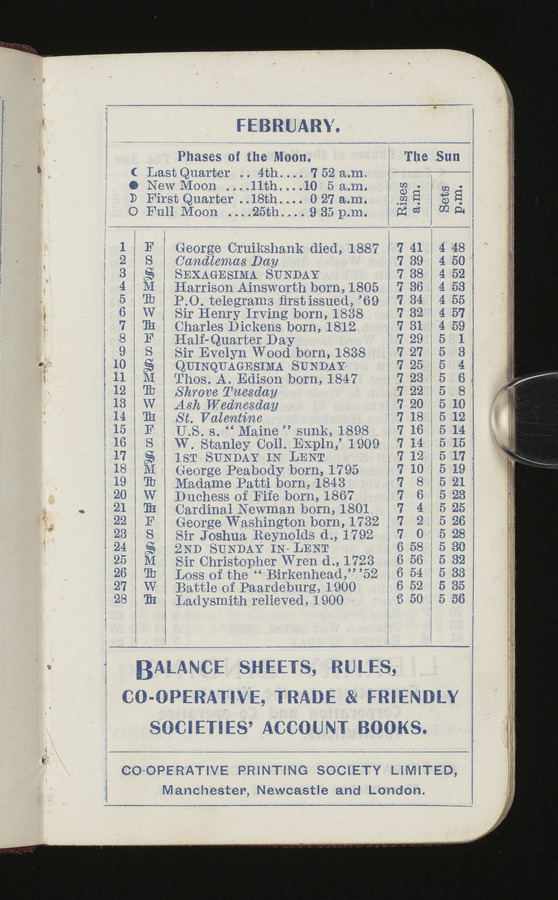 FEBRUARY.
Phases of the Moon. The Sun
☾ Last Quarter .. 4th.... 7 52 a.m.
● New Moon ....11th....10 5 a.m.
☽ First Quarter ..18th.... 0 27 a.m.
○ Full Moon ....25th.... 9 35 p.m.
Rises a.m. Sets p.m.
1 F George Cruikshank died, 1887 7 41 4 48
2 S Candlemas Day 7 39 4 50
3 S SEXAGESIMA SUNDAY 7 38 4 52
4 M Harrison Ainsworth born, 1805 7 36 4 53
5 Tu P.O. telegrams first issued, '69 7 34 4 55
6 W Sir Henry Irving born, 1838 7 32 4 57
7 Th Charles Dickens born, 1812 7 31 4 59
8 F Half-Quarter Day 7 29 5 1
9 S Sir Evelyn Wood born, 1838 7 27 5 3
10 S QUINQUAGESIMA SUNDAY 7 25 5 4
11 M Thos. A. Edison born, 1847 7 23 5 6
12 Tu Shrove Tuesday 7 22 5 8
13 W Ash Wednesday 7 20 5 10
14 Th St. Valentine 7 18 5 12
15 F U.S. s. "Maine" sunk, 1898 7 16 5 14
16 S W. Stanley Coll. Expln,' 1909 7 14 5 15
17 S 1ST SUNDAY IN LENT 7 12 5 17
18 M George Peabody born, 1795 7 10 5 19
19 Tu Madame Patti born, 1843 7 8 5 21
20 W Duchess of Fife born, 1867 7 6 5 23
21 Th Cardinal Newman born, 1801 7 4 5 25
22 F George Washington born, 1732 7 2 5 26
23 S Sir Joshua Reynolds d., 1792 7 0 5 28
24 S 2ND SUNDAY IN LENT 6 58 5 30
25 M Sir Christopher Wren d., 1723 6 56 5 32
26 Tu Loss of the "Birkenhead," '52 6 54 5 33
27 W Battle of Paardeburg, 1900 6 52 5 35
28 Th Ladysmith relieved, 1900 6 50 5 36
BALANCE SHEETS, RULES,
CO-OPERATIVE, TRADE & FRIENDLY
SOCIETIES' ACCOUNT BOOKS.
CO-OPERATIVE PRINTING SOCIETY LIMITED,
Manchester, Newcastle and London.